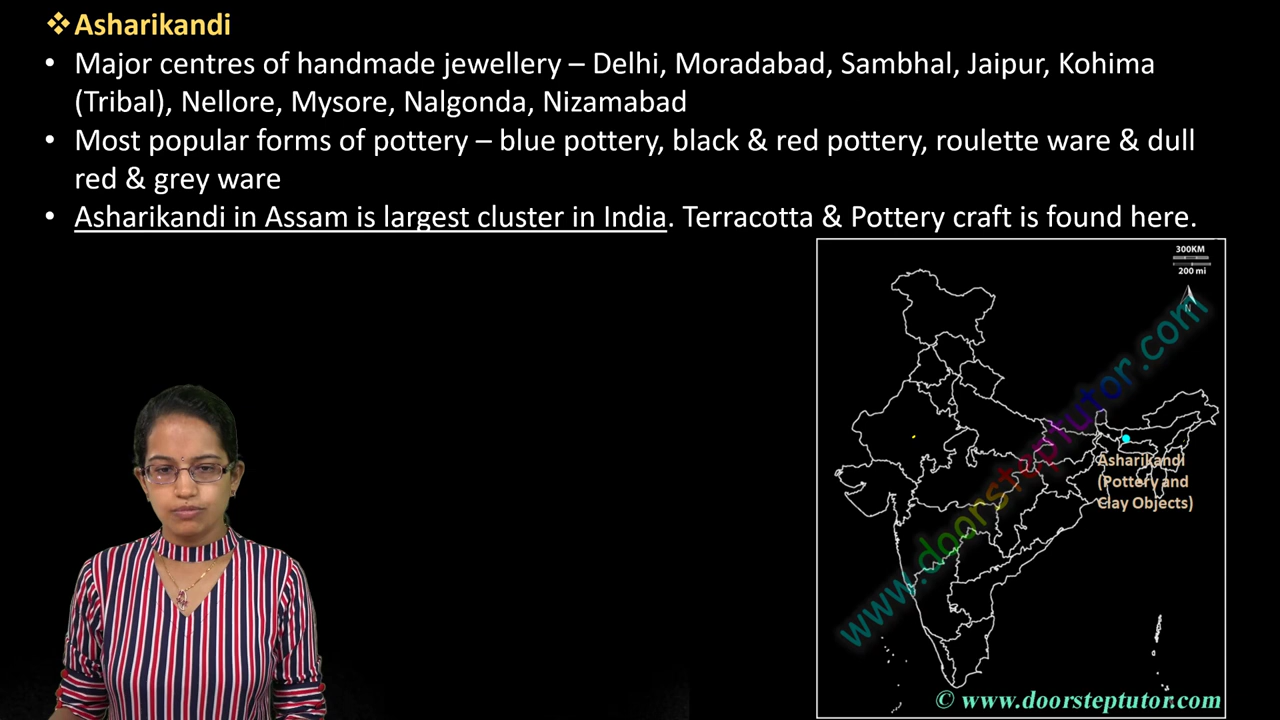 ❖Asharikandi
• Major centres of handmade jewellery – Delhi, Moradabad, Sambhal, Jaipur, Kohima
(Tribal), Nellore, Mysore, Nalgonda, Nizamabad
• Most popular forms of pottery – blue pottery, black & red pottery, roulette ware & dull
red & grey ware
• Asharikandi in Assam is largest cluster in India. Terracotta & Pottery craft is found here.
300KM
200 mi
N
www.doorsteptutor.com
Asharikandi
(Pottery and
Clay Objects)
© www.doorsteptutor.com